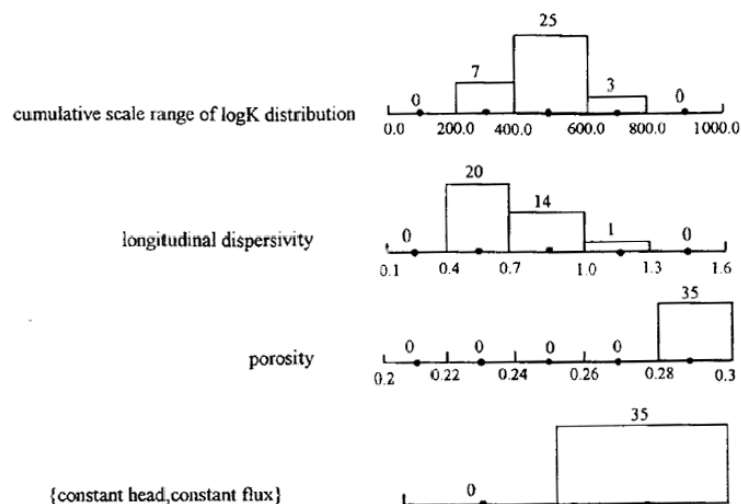 25
7
3
0
0
cumulative scale range of logK distribution
0.0 200.0 400.0 600.0 800.0 1000.0
20
14
1
0
0
longitudinal dispersivity
0.1 0.4 0.7 1.0 1.3 1.6
35
0 0 0 0
porosity
0.2 0.22 0.24 0.26 0.28 0.3
35
0
{constant head,constant flux}